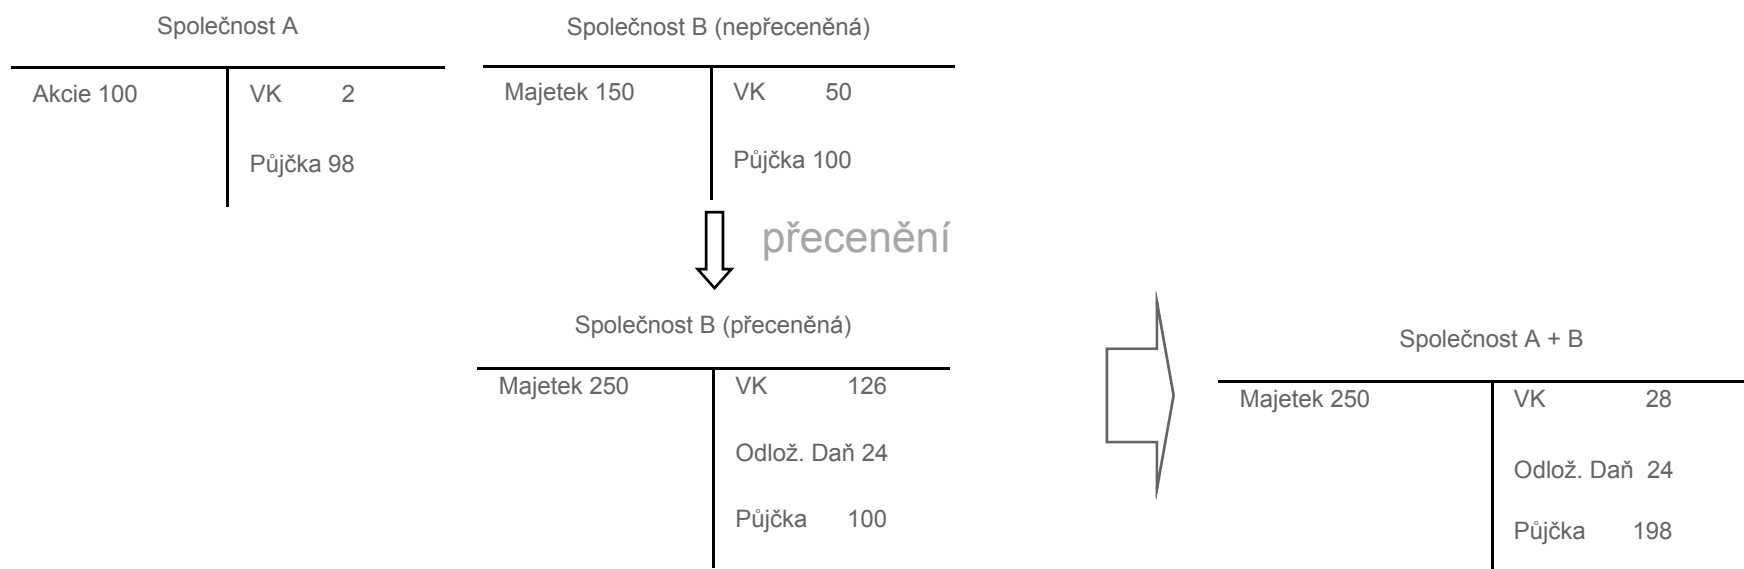 Společnost A
Akcie 100
VK 2
Půjčka 98
Společnost B (nepřeceněná)
Majetek 150
VK 50
Půjčka 100
přecenění
Společnost B (přeceněná)
Majetek 250
VK 126
Odlož. Daň 24
Půjčka 100
Společnost A + B
Majetek 250
VK 28
Odlož. Daň 24
Půjčka 198